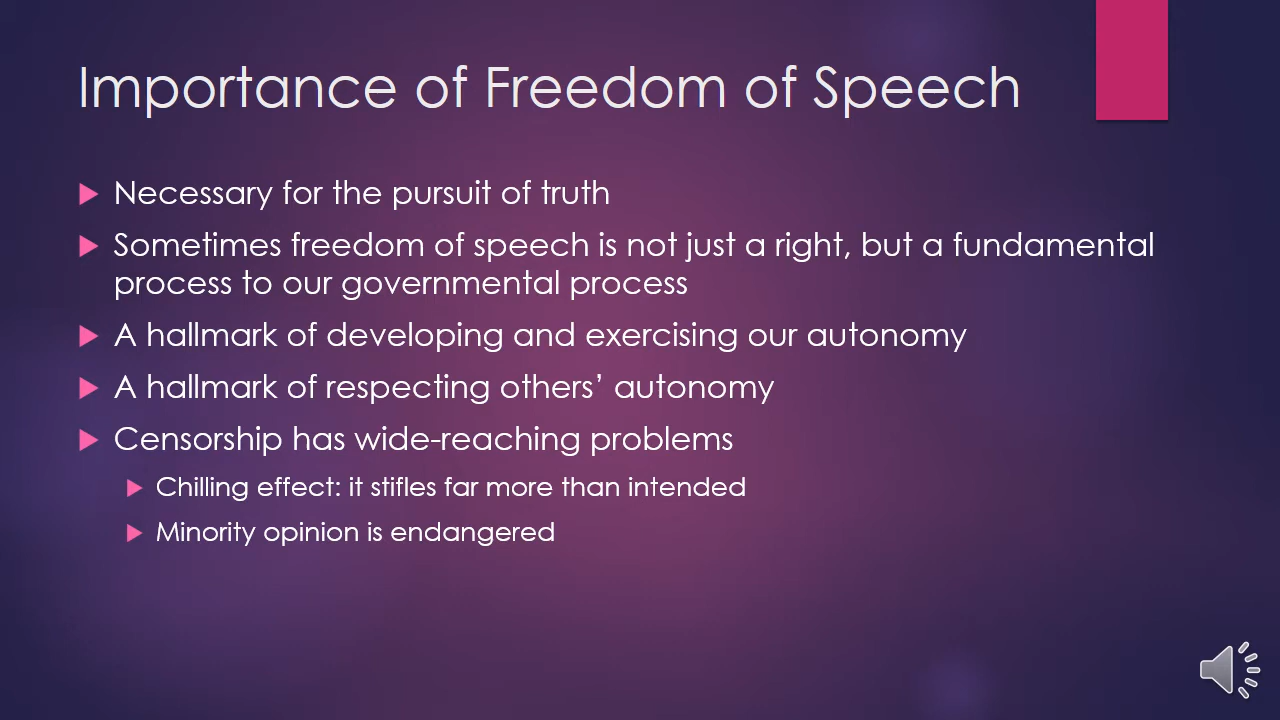 Importance of Freedom of Speech
Necessary for the pursuit of truth
Sometimes freedom of speech is not just a right, but a fundamental
process to our governmental process
A hallmark of developing and exercising our autonomy
A hallmark of respecting others’ autonomy
Censorship has wide-reaching problems
Chilling effect: it stifles far more than intended
Minority opinion is endangered